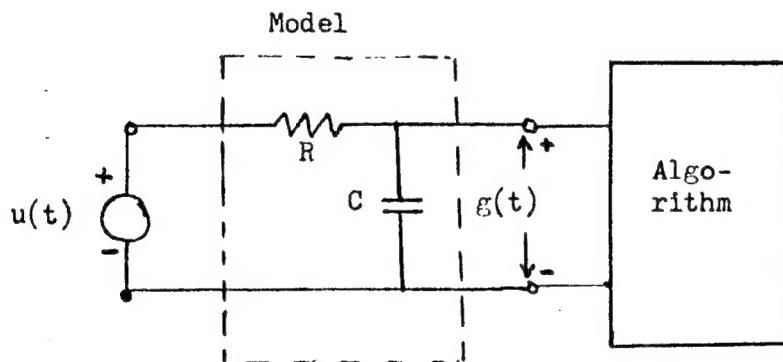 Model
R
+
Algo-
rithm
+
u(t)
C
g(t)
-
-